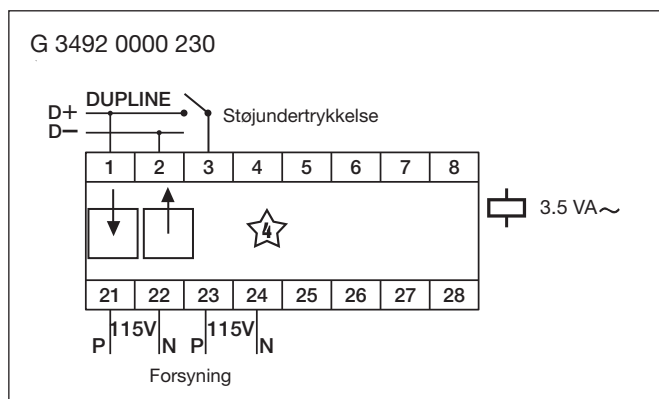 G 3492 0000 230
DUPLINE
D+
Støjundertrykkelse
D−
1 2 3 4 5 6 7 8
3.5 VA~
4
21 22 23 24 25 26 27 28
P 115V N P 115V N
Forsyning